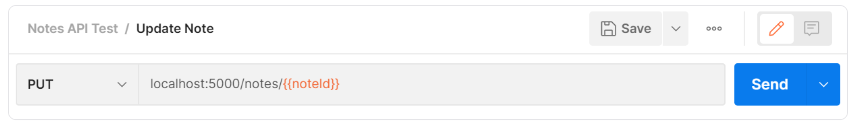 Notes API Test / Update Note Save
PUT localhost:5000/notes/{{noteId}} Send